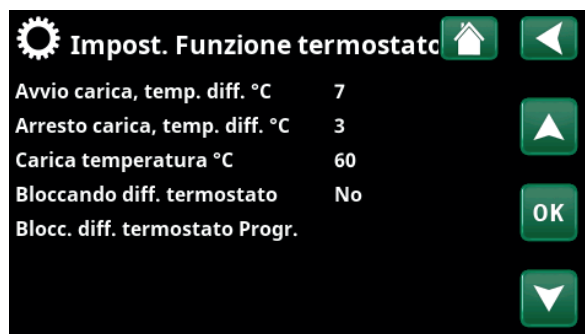 Impost. Funzione termostato
Avvio carica, temp. diff. °C 7
Arresto carica, temp. diff. °C 3
Carica temperatura °C 60
Bloccando diff. termostato No
Blocc. diff. termostato Progr.
OK